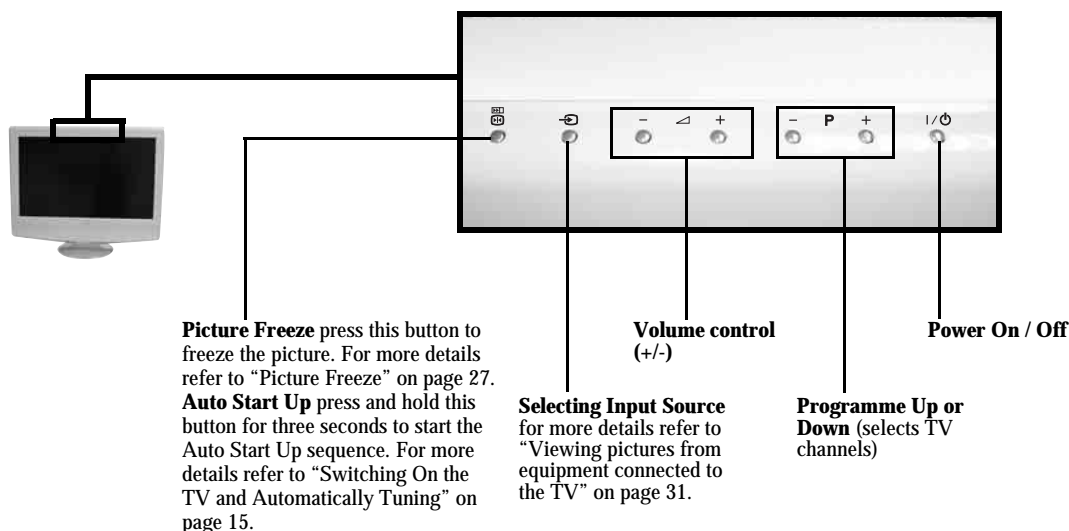 - + - P + I/⏻
Picture Freeze press this button to
freeze the picture. For more details
refer to “Picture Freeze” on page 27.
Auto Start Up press and hold this
button for three seconds to start the
Auto Start Up sequence. For more
details refer to “Switching On the
TV and Automatically Tuning” on
page 15.
Selecting Input Source
for more details refer to
“Viewing pictures from
equipment connected to
the TV” on page 31.
Volume control
(+/-)
Programme Up or
Down (selects TV
channels)
Power On / Off